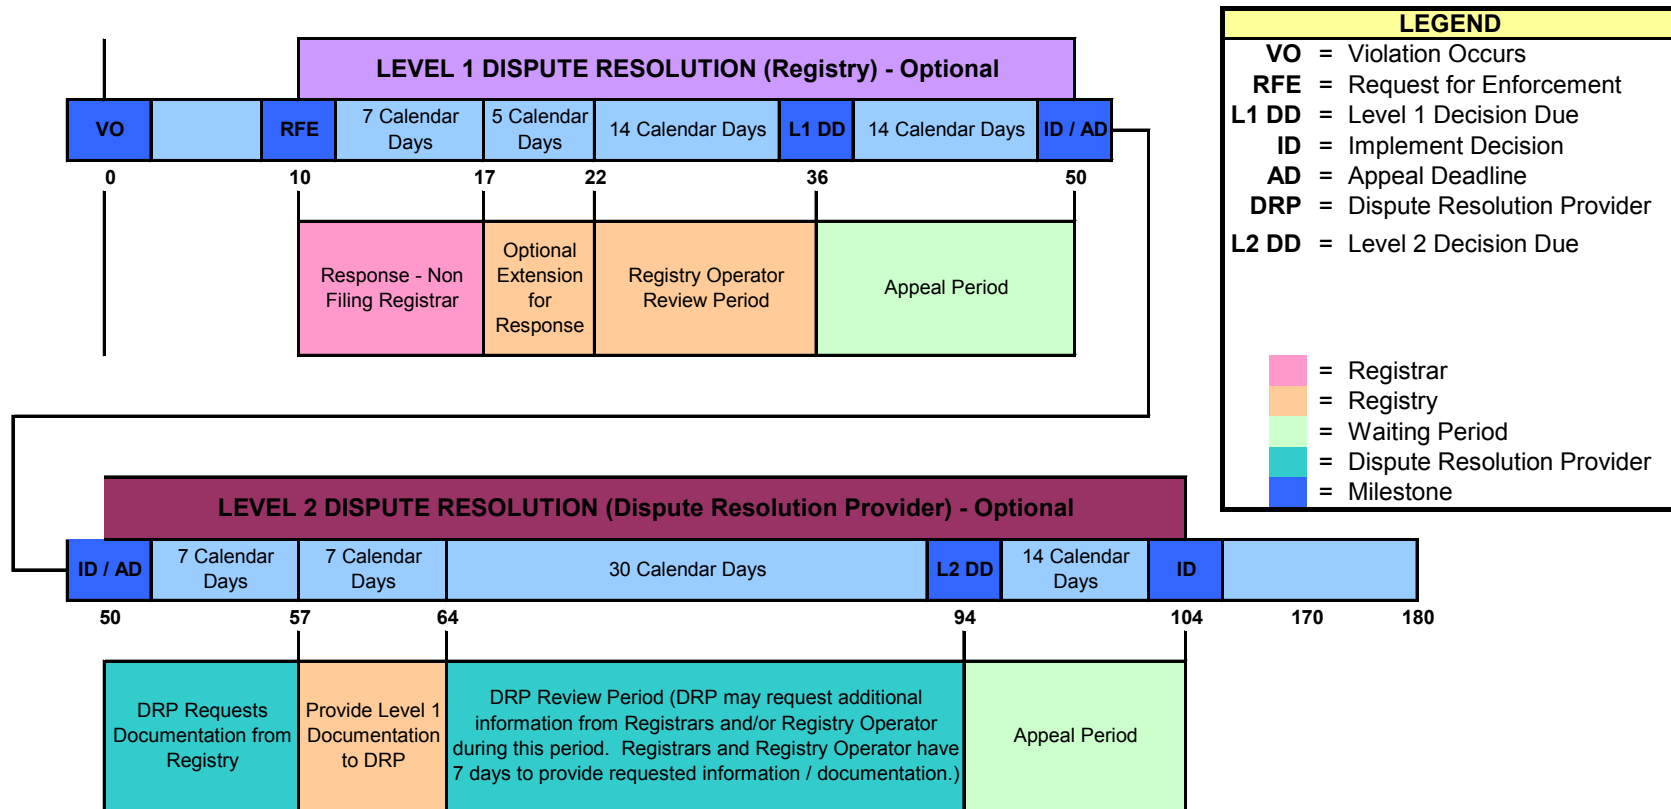 LEVEL 1 DISPUTE RESOLUTION (Registry) - Optional
VO
RFE
7 Calendar
Days
5 Calendar
Days
14 Calendar Days
L1 DD
14 Calendar Days
ID / AD
0
10
17
22
36
50
Response - Non
Filing Registrar
Optional
Extension
for
Response
Registry Operator
Review Period
Appeal Period
LEGEND
VO = Violation Occurs
RFE = Request for Enforcement
L1 DD = Level 1 Decision Due
ID = Implement Decision
AD = Appeal Deadline
DRP = Dispute Resolution Provider
L2 DD = Level 2 Decision Due
= Registrar
= Registry
= Waiting Period
= Dispute Resolution Provider
= Milestone
LEVEL 2 DISPUTE RESOLUTION (Dispute Resolution Provider) - Optional
ID / AD
7 Calendar
Days
7 Calendar
Days
30 Calendar Days
L2 DD
14 Calendar
Days
ID
50
57
64
94
104
170
180
DRP Requests
Documentation from
Registry
Provide Level 1
Documentation
to DRP
DRP Review Period (DRP may request additional
information from Registrars and/or Registry Operator
during this period. Registrars and Registry Operator have
7 days to provide requested information / documentation.)
Appeal Period